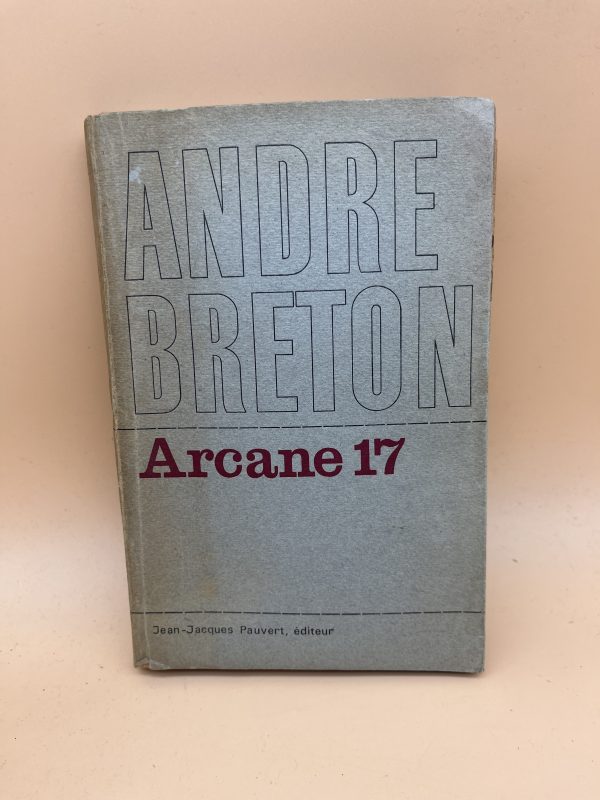 ANDRE
BRETON
Arcane 17
Jean-Jacques Pauvert, éditeur